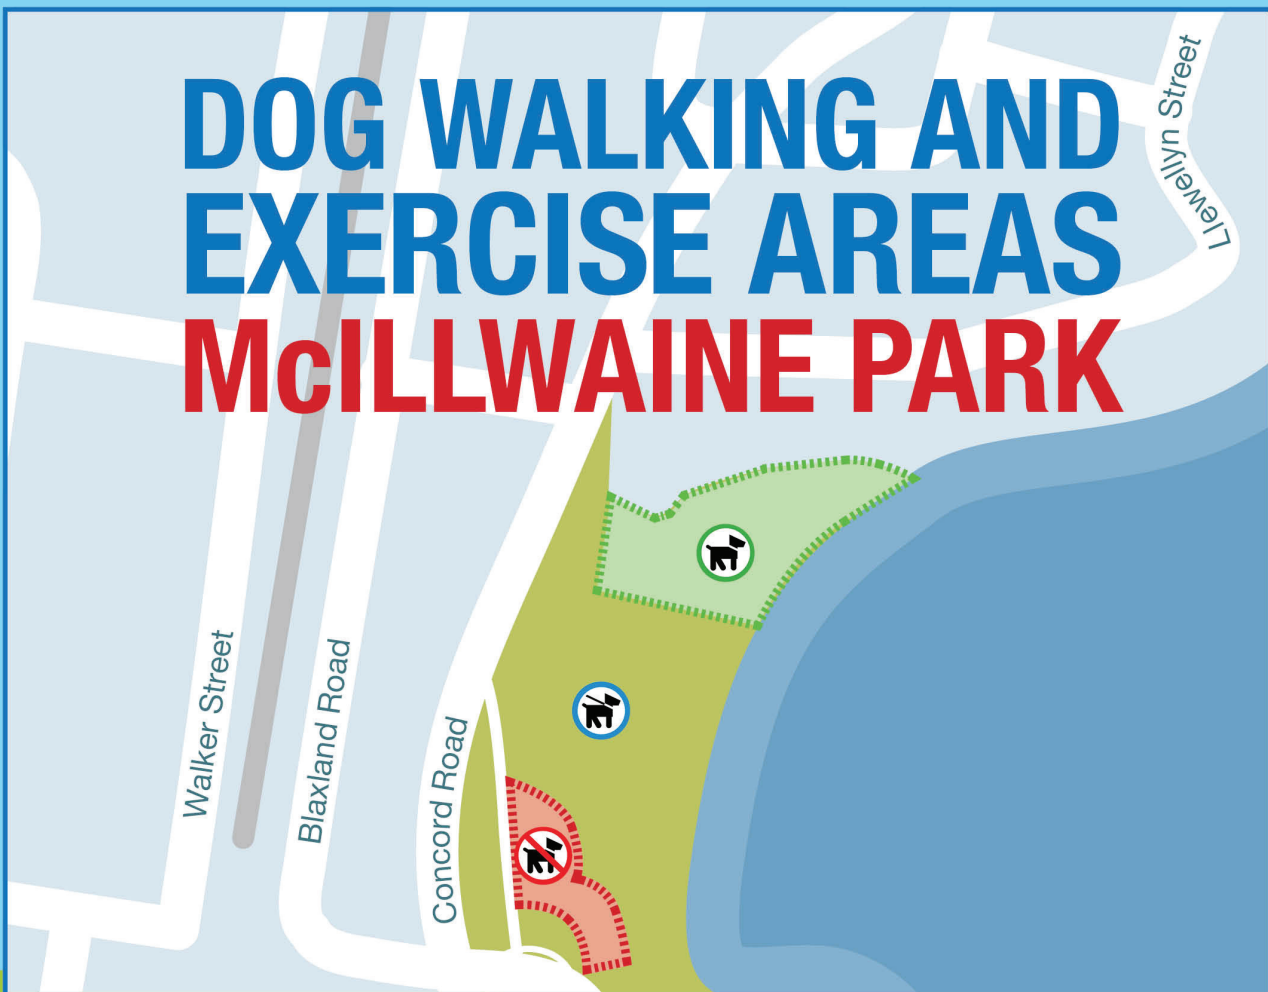 DOG WALKING AND
EXERCISE AREAS
McILLWAINE PARK
Llewellyn Street
Walker Street
Blaxland Road
Concord Road